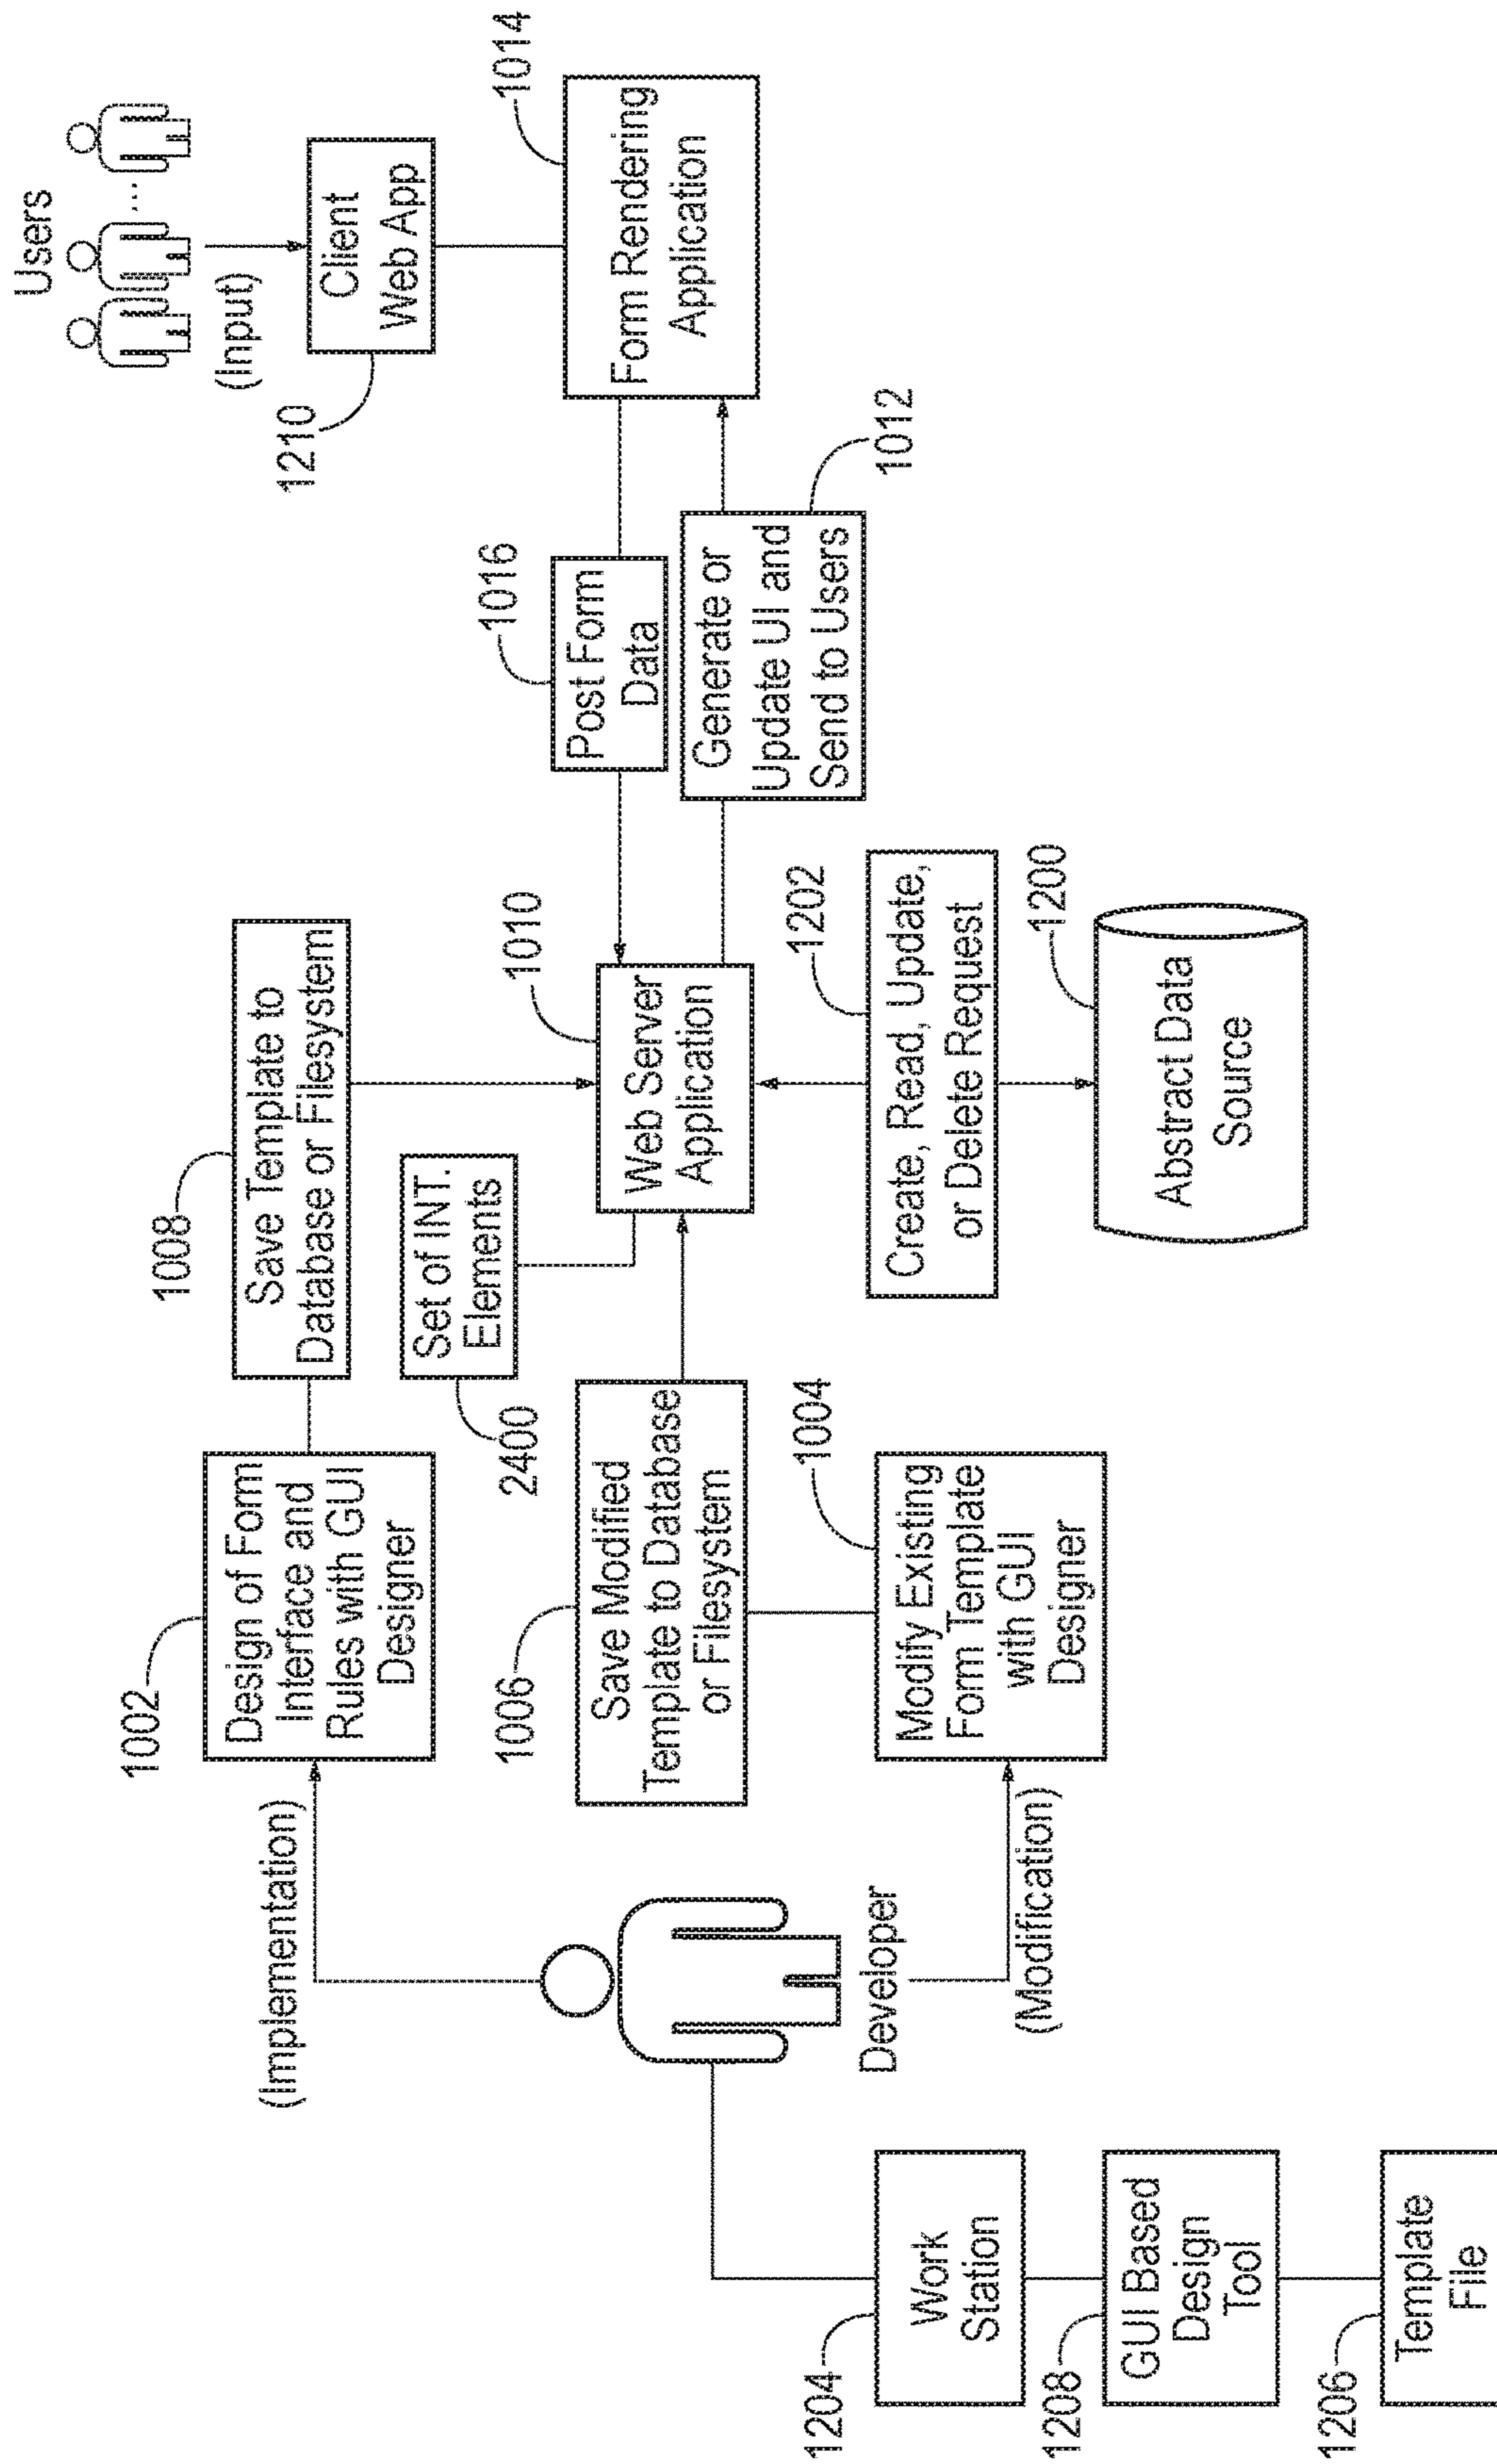 Users
(Input)
1210
Client
Web App
1014
Form Rendering
Application
1016
Post Form
Data
1012
Generate or
Update UI and
Send to Users
1008
Save Template to
Database or Filesystem
1010
Web Server
Application
2400
Set of INT.
Elements
1202
Create, Read, Update,
or Delete Request
1200
Abstract Data
Source
1002
Design of Form
Interface and
Rules with GUI
Designer
1006
Save Modified
Template to Database
or Filesystem
1004
Modify Existing
Form Template
with GUI
Designer
(Implementation)
Developer
(Modification)
1204
Work
Station
1208
GUI Based
Design
Tool
1206
Template
File